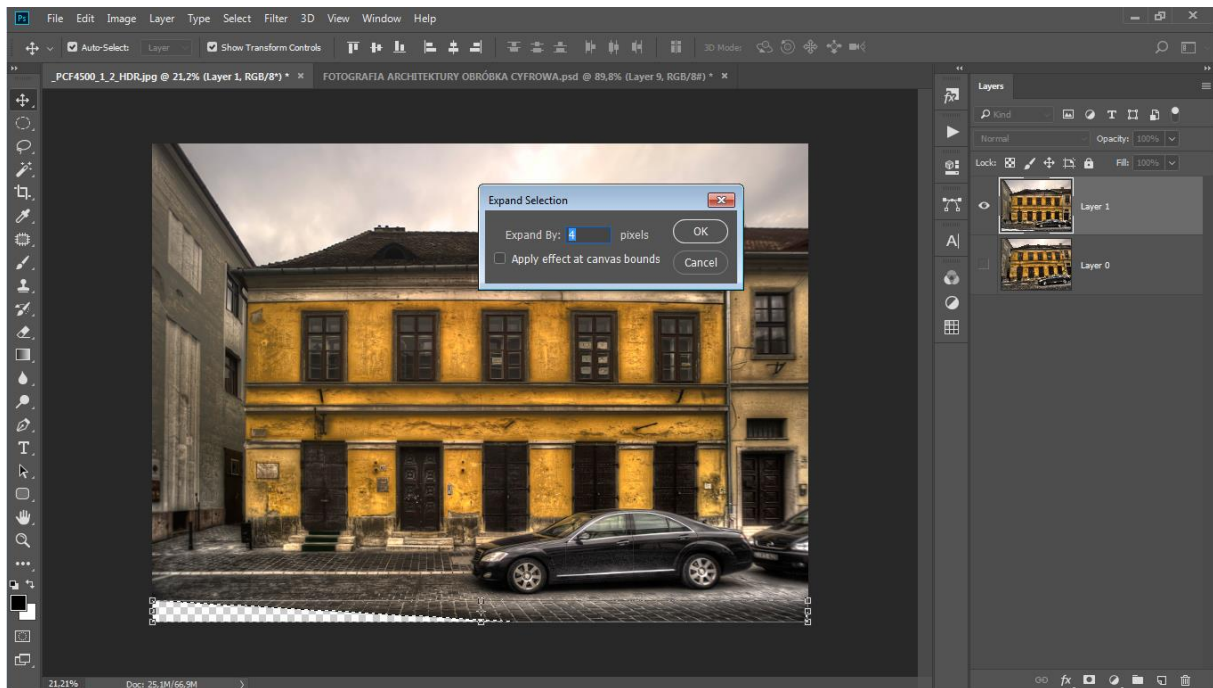 Ps File Edit Image Layer Type Select Filter 3D View Window Help
Auto-Select: Layer Show Transform Controls 3D Mode:
_PCF4500_1_2_HDR.jpg @ 21,2% (Layer 1, RGB/8*) * × FOTOGRAFIA ARCHITEKTURY OBRÓBKA CYFROWA.psd @ 89,8% (Layer 9, RGB/8#) * ×
Layers
Kind
Normal Opacity: 100%
Lock: Fill: 100%
Layer 1
Layer 0
Expand Selection
Expand By: 4 pixels OK
Apply effect at canvas bounds Cancel
21,21% Doc: 25,1M/66,9M